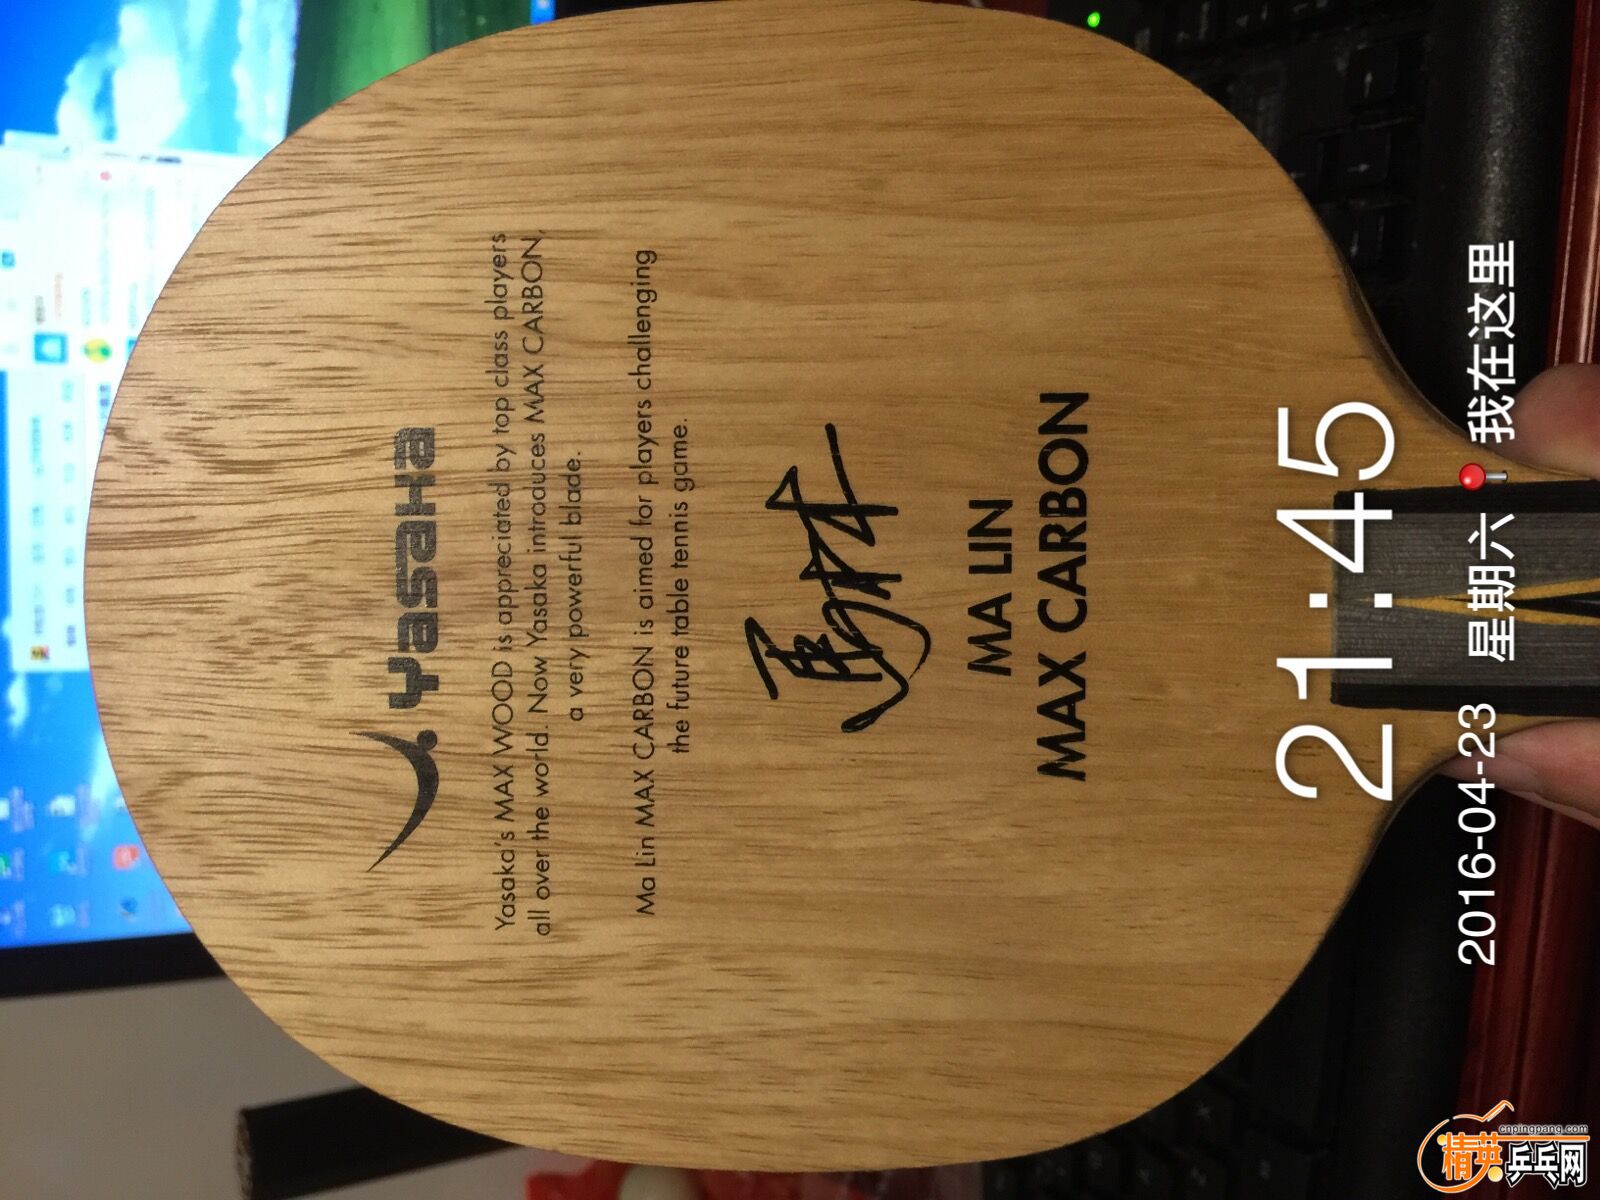 Yasaka
Yasaka's MAX WOOD is appreciated by top class players
all over the world. Now Yasaka introduces MAX CARBON,
a very powerful blade.
Ma Lin MAX CARBON is aimed for players challenging
the future table tennis game.
馬琳
MA LIN
MAX CARBON
21:45
2016-04-23 星期六 我在这里
cnpingpang.com
精英乒乓网